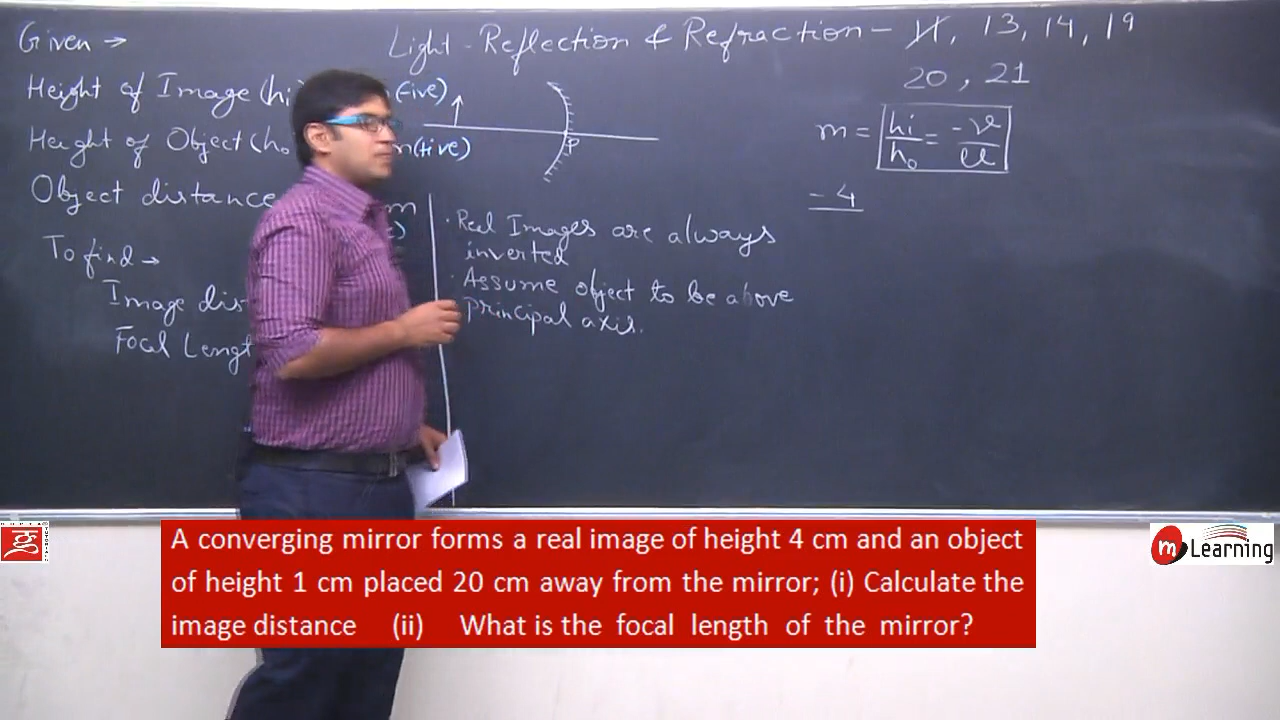 Given →
Light - Reflection & Refraction - 11, 13, 14, 19
20, 21
Height of Image (hi) (-ive)
Height of Object (ho (+ive)
Object distance m
To find →
Image dis
Focal Lengt
P
m = hi/ho = -v/u
-4
· Real Images are always
inverted
· Assume object to be above
principal axis.
A converging mirror forms a real image of height 4 cm and an object
of height 1 cm placed 20 cm away from the mirror; (i) Calculate the
image distance (ii) What is the focal length of the mirror?
m Learning